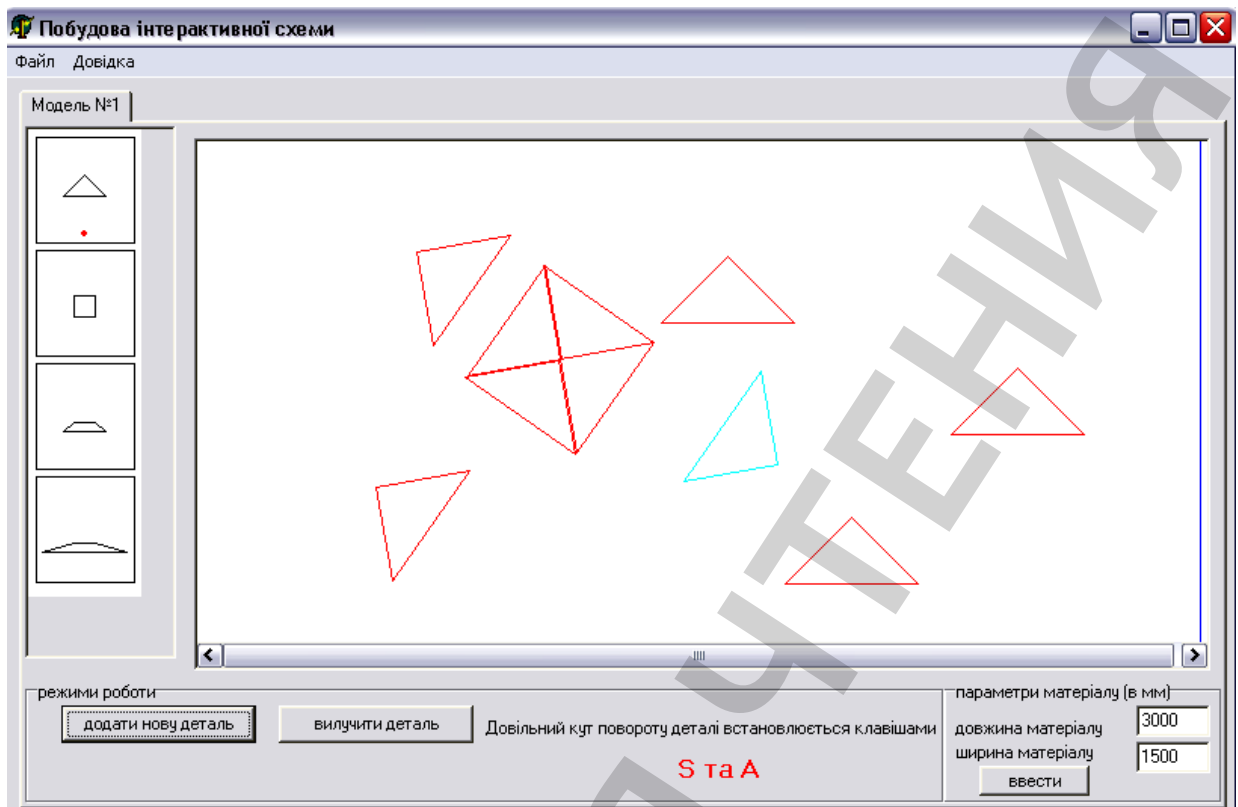 Побудова інтерактивної схеми
Файл Довідка
Модель №1
режими роботи
додати нову деталь
вилучити деталь
Довільний кут повороту деталі встановлюється клавішами
S та A
параметри матеріалу (в мм)
довжина матеріалу 3000
ширина матеріалу 1500
ввести
ЧТЕНИЯ